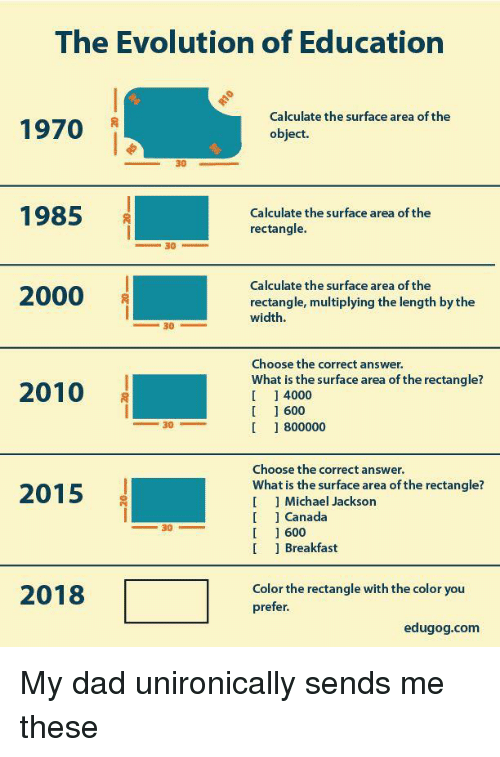 The Evolution of Education
1970
20
R10
R5
30
Calculate the surface area of the
object.
1985
20
30
Calculate the surface area of the
rectangle.
2000
20
30
Calculate the surface area of the
rectangle, multiplying the length by the
width.
2010
20
30
Choose the correct answer.
What is the surface area of the rectangle?
[ ] 4000
[ ] 600
[ ] 800000
2015
20
30
Choose the correct answer.
What is the surface area of the rectangle?
[ ] Michael Jackson
[ ] Canada
[ ] 600
[ ] Breakfast
2018
Color the rectangle with the color you
prefer.
edugog.com
My dad unironically sends me
these